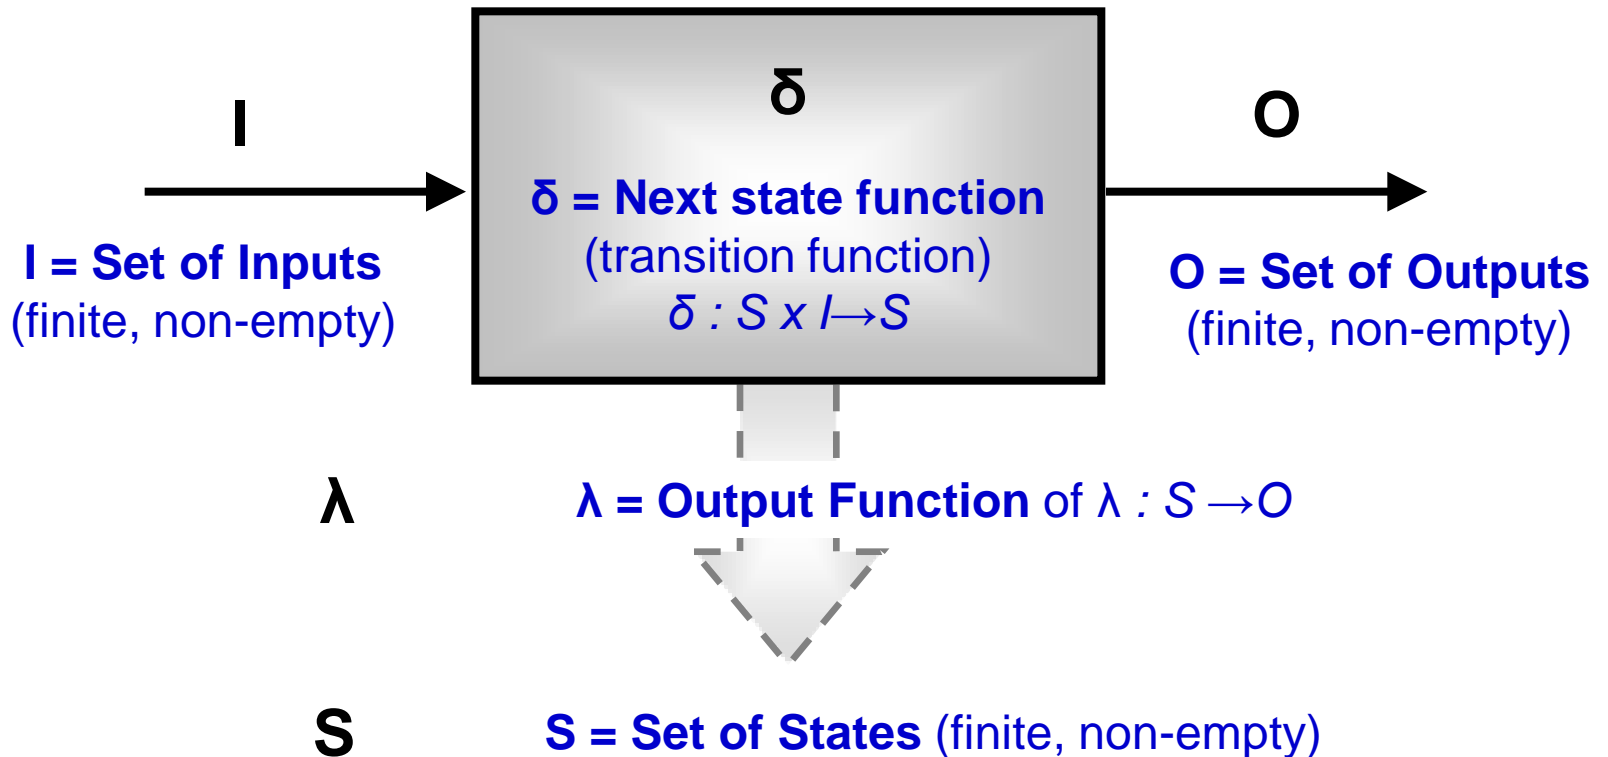 δ
I
O
δ = Next state function
(transition function)
δ : S x I→S
I = Set of Inputs
(finite, non-empty)
O = Set of Outputs
(finite, non-empty)
λ
λ = Output Function of λ : S →O
S
S = Set of States (finite, non-empty)